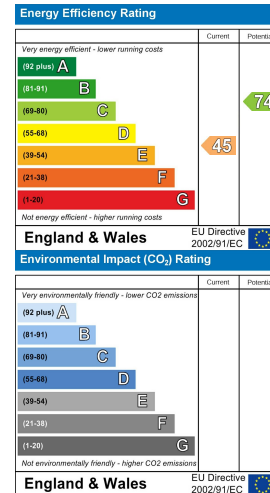 Energy Efficiency Rating
Current Potentia
Very energy efficient - lower running costs
(92 plus) A
(81-91) B
(69-80) C
74
(55-68) D
45
(39-54) E
(21-38) F
(1-20) G
Not energy efficient - higher running costs
England & Wales
EU Directive
2002/91/EC
Environmental Impact (CO₂) Rating
Current Potentia
Very environmentally friendly - lower CO2 emissions
(92 plus) A
(81-91) B
(69-80) C
(55-68) D
(39-54) E
(21-38) F
(1-20) G
Not environmentally friendly - higher CO2 emissions
England & Wales
EU Directive
2002/91/EC